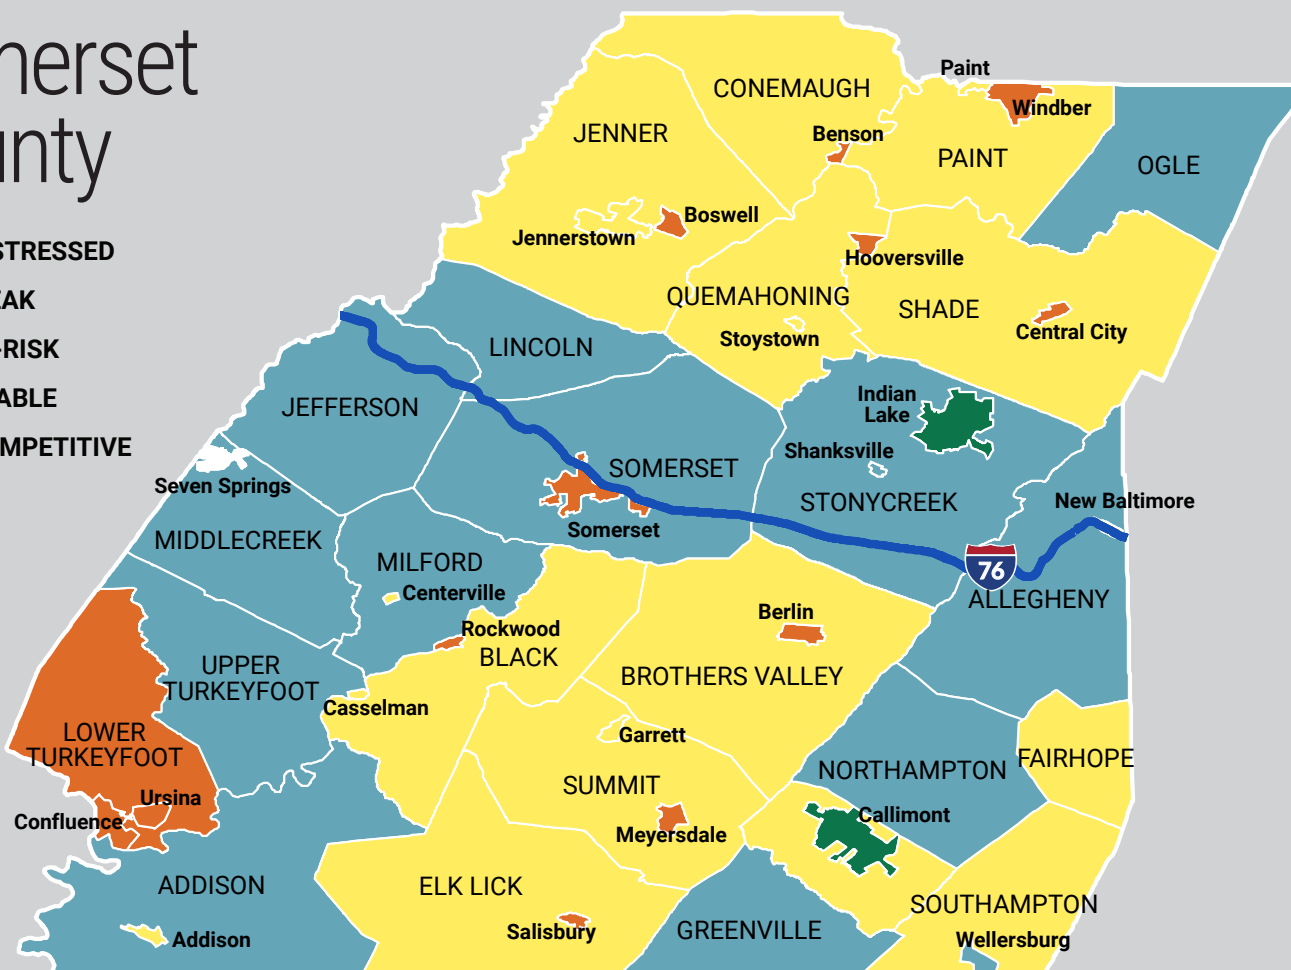 nerset
unty
STRESSED
EAK
-RISK
ABLE
MPETITIVE
Paint
CONEMAUGH
Windber
JENNER
Benson
PAINT
OGLE
Boswell
Jennerstown
Hooversville
QUEMAHONING
SHADE
Stoystown
Central City
LINCOLN
Indian
Lake
JEFFERSON
Shanksville
SOMERSET
Seven Springs
STONYCREEK
New Baltimore
Somerset
MIDDLECREEK
MILFORD
76
Centerville
ALLEGHENY
Berlin
Rockwood
BLACK
UPPER
TURKEYFOOT
BROTHERS VALLEY
Casselman
LOWER
TURKEYFOOT
Garrett
NORTHAMPTON
FAIRHOPE
SUMMIT
Ursina
Confluence
Callimont
Meyersdale
ADDISON
ELK LICK
SOUTHAMPTON
Salisbury
GREENVILLE
Addison
Wellersburg